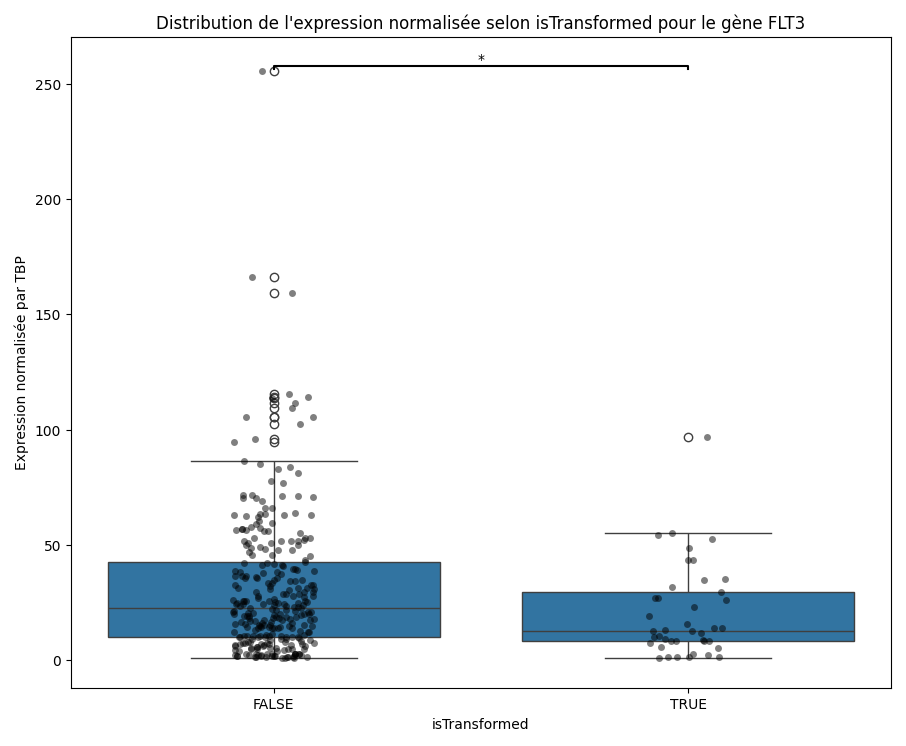 Distribution de l'expression normalisée selon isTransformed pour le gène FLT3
*
250
200
150
100
50
0
Expression normalisée par TBP
FALSE
TRUE
isTransformed